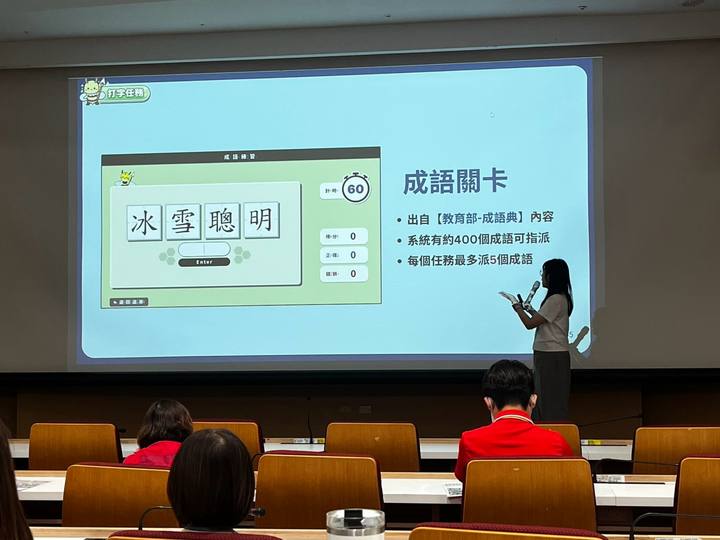 打字任務
成語練習
計時
60
冰雪聰明
Enter
得分 0
正確 0
錯誤 0
成語關卡
• 出自【教育部-成語典】內容
• 系統有約400個成語可指派
• 每個任務最多派5個成語
5